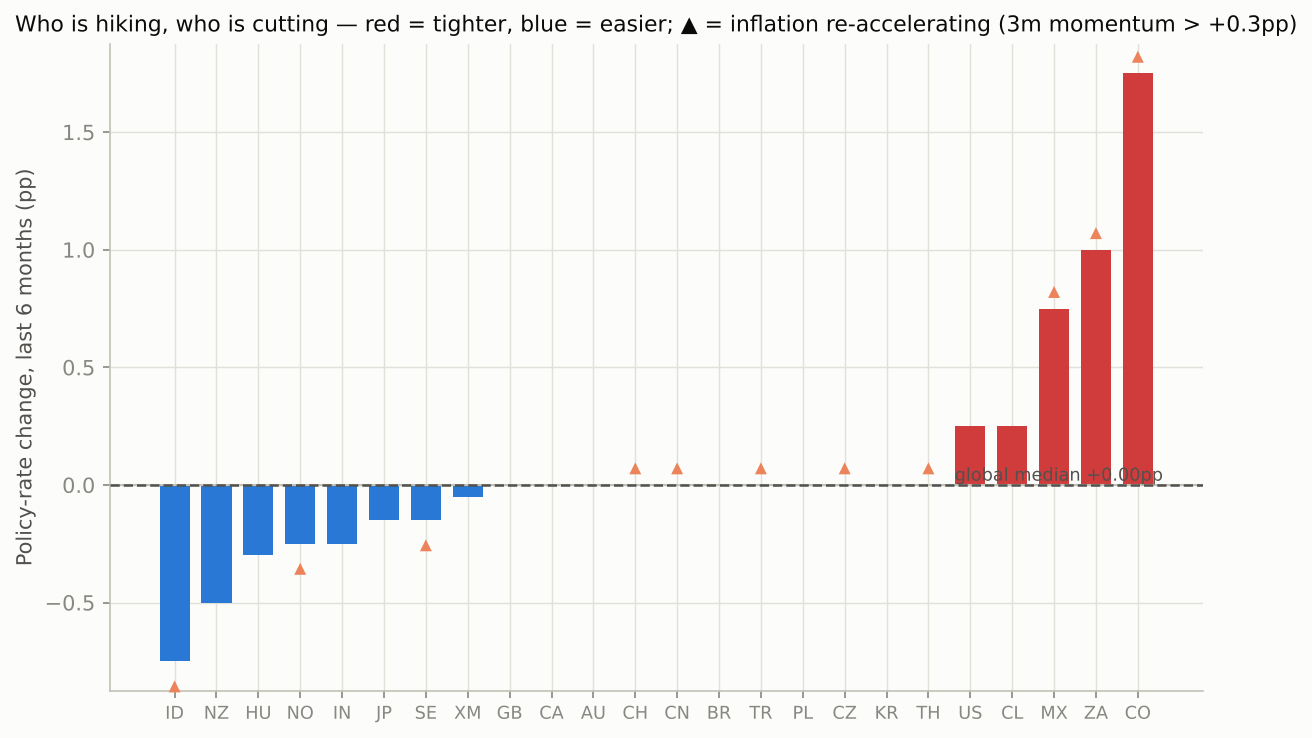 Who is hiking, who is cutting — red = tighter, blue = easier; ▲ = inflation re-accelerating (3m momentum > +0.3pp)
Policy-rate change, last 6 months (pp)
1.5
1.0
0.5
0.0
−0.5
global median +0.00pp
ID NZ HU NO IN JP SE XM GB CA AU CH CN BR TR PL CZ KR TH US CL MX ZA CO